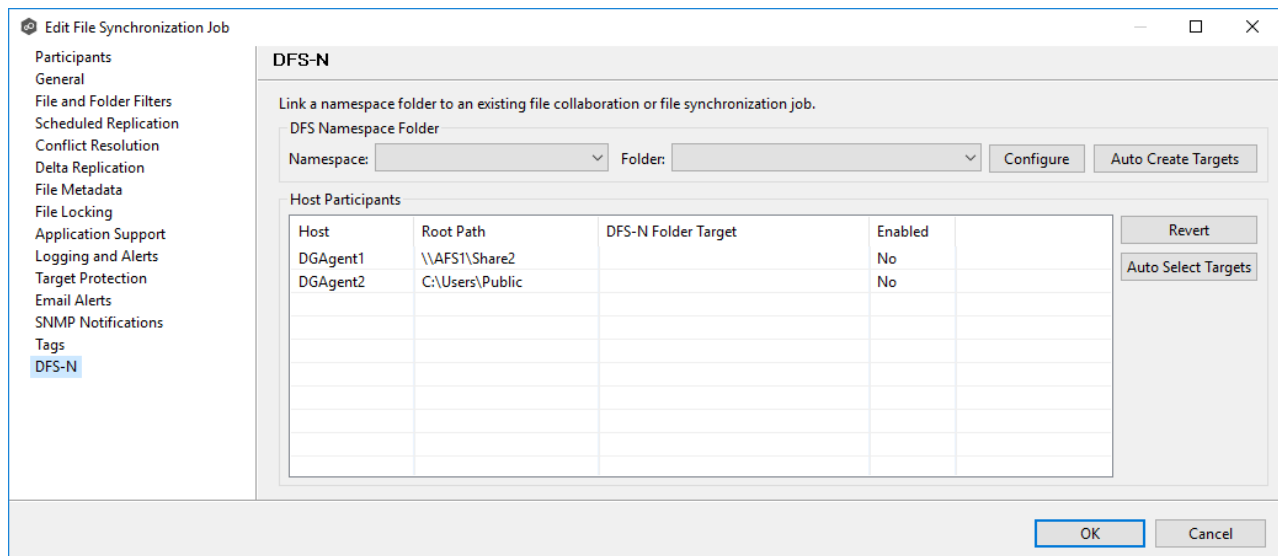 Edit File Synchronization Job
Participants
General
File and Folder Filters
Scheduled Replication
Conflict Resolution
Delta Replication
File Metadata
File Locking
Application Support
Logging and Alerts
Target Protection
Email Alerts
SNMP Notifications
Tags
DFS-N
DFS-N
Link a namespace folder to an existing file collaboration or file synchronization job.
DFS Namespace Folder
Namespace: Folder: Configure Auto Create Targets
Host Participants
Host Root Path DFS-N Folder Target Enabled
DGAgent1 \\AFS1\Share2 No
DGAgent2 C:\Users\Public No
Revert
Auto Select Targets
OK Cancel